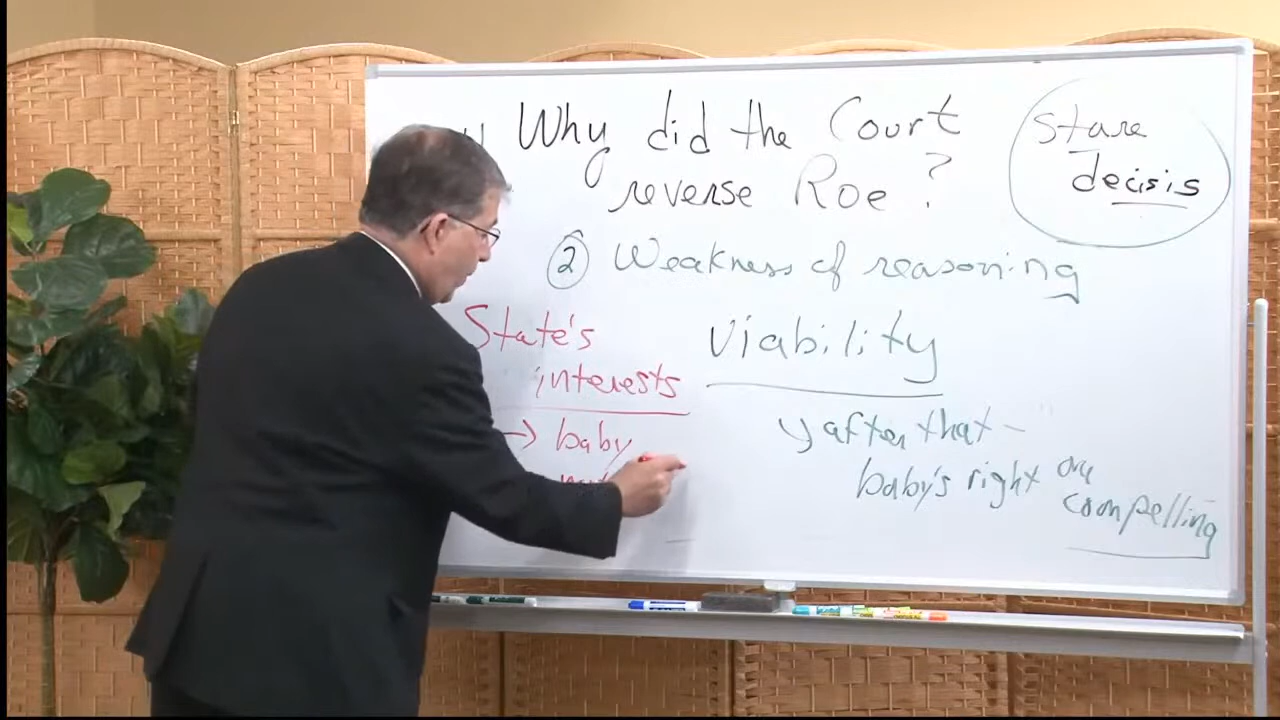 Why did the Court
reverse Roe?
stare
decisis
② Weakness of reasoning
State's
interests
→ baby
Viability
after that -
baby's right are
compelling